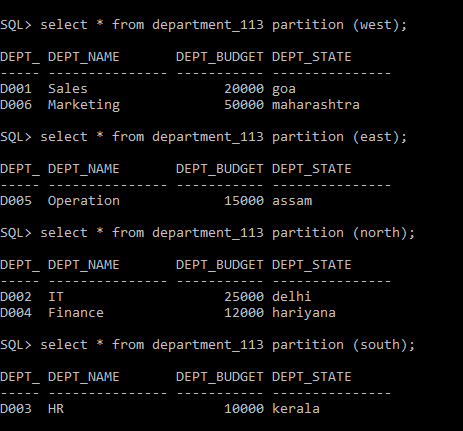 SQL> select * from department_113 partition (west);
DEPT_ DEPT_NAME       DEPT_BUDGET DEPT_STATE
----- --------------- ----------- ---------------
D001  Sales                 20000 goa
D006  Marketing             50000 maharashtra
SQL> select * from department_113 partition (east);
DEPT_ DEPT_NAME       DEPT_BUDGET DEPT_STATE
----- --------------- ----------- ---------------
D005  Operation             15000 assam
SQL> select * from department_113 partition (north);
DEPT_ DEPT_NAME       DEPT_BUDGET DEPT_STATE
----- --------------- ----------- ---------------
D002  IT                    25000 delhi
D004  Finance               12000 hariyana
SQL> select * from department_113 partition (south);
DEPT_ DEPT_NAME       DEPT_BUDGET DEPT_STATE
----- --------------- ----------- ---------------
D003  HR                    10000 kerala